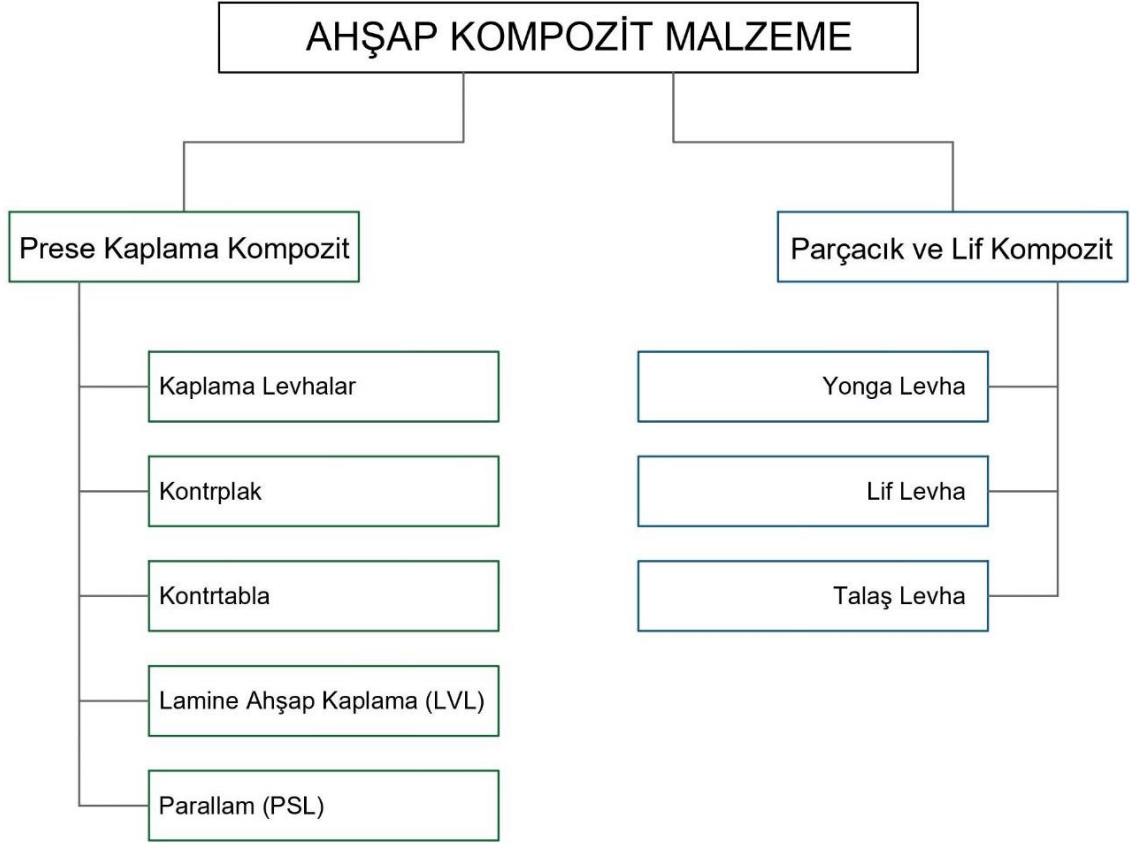 AHŞAP KOMPOZİT MALZEME
Prese Kaplama Kompozit
Kaplama Levhalar
Kontrplak
Kontrtabla
Lamine Ahşap Kaplama (LVL)
Parallam (PSL)
Parçacık ve Lif Kompozit
Yonga Levha
Lif Levha
Talaş Levha